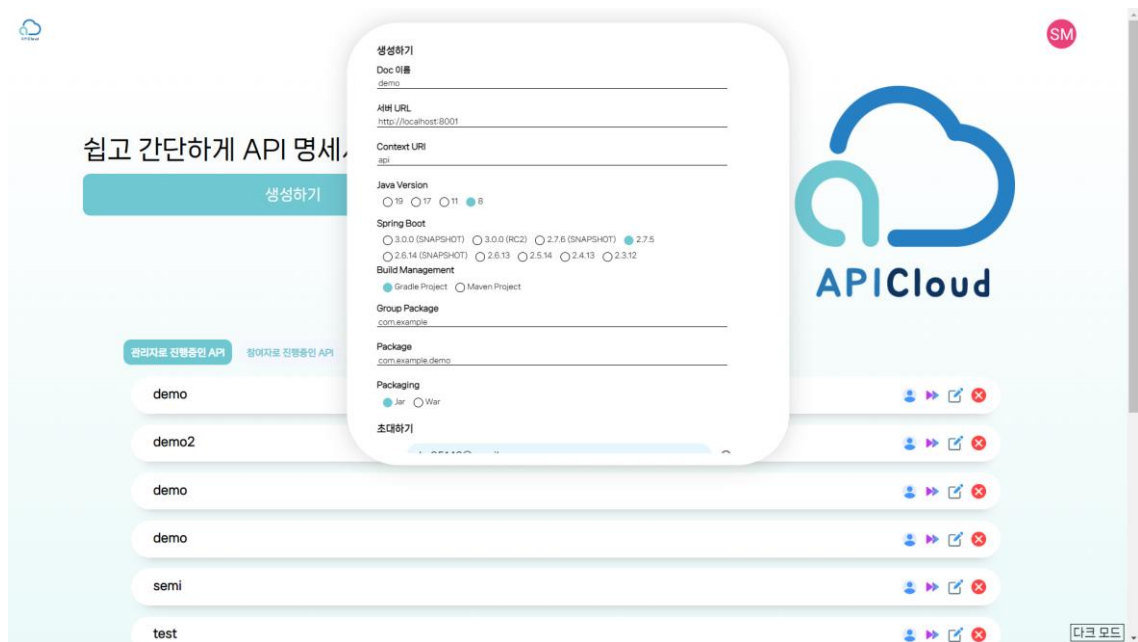 APICloud
SM
생성하기
Doc 이름
demo
서버 URL
http://localhost:8001
Context URI
api
Java Version
19 17 11 8
Spring Boot
3.0.0 (SNAPSHOT) 3.0.0 (RC2) 2.7.6 (SNAPSHOT) 2.7.5
2.6.14 (SNAPSHOT) 2.6.13 2.5.14 2.4.13 2.3.12
Build Management
Gradle Project Maven Project
Group Package
com.example
Package
com.example.demo
Packaging
Jar War
초대하기
쉽고 간단하게 API 명세
생성하기
APICloud
관리자로 진행중인 API 참여자로 진행중인 API
demo
demo2
demo
demo
semi
test
다크 모드